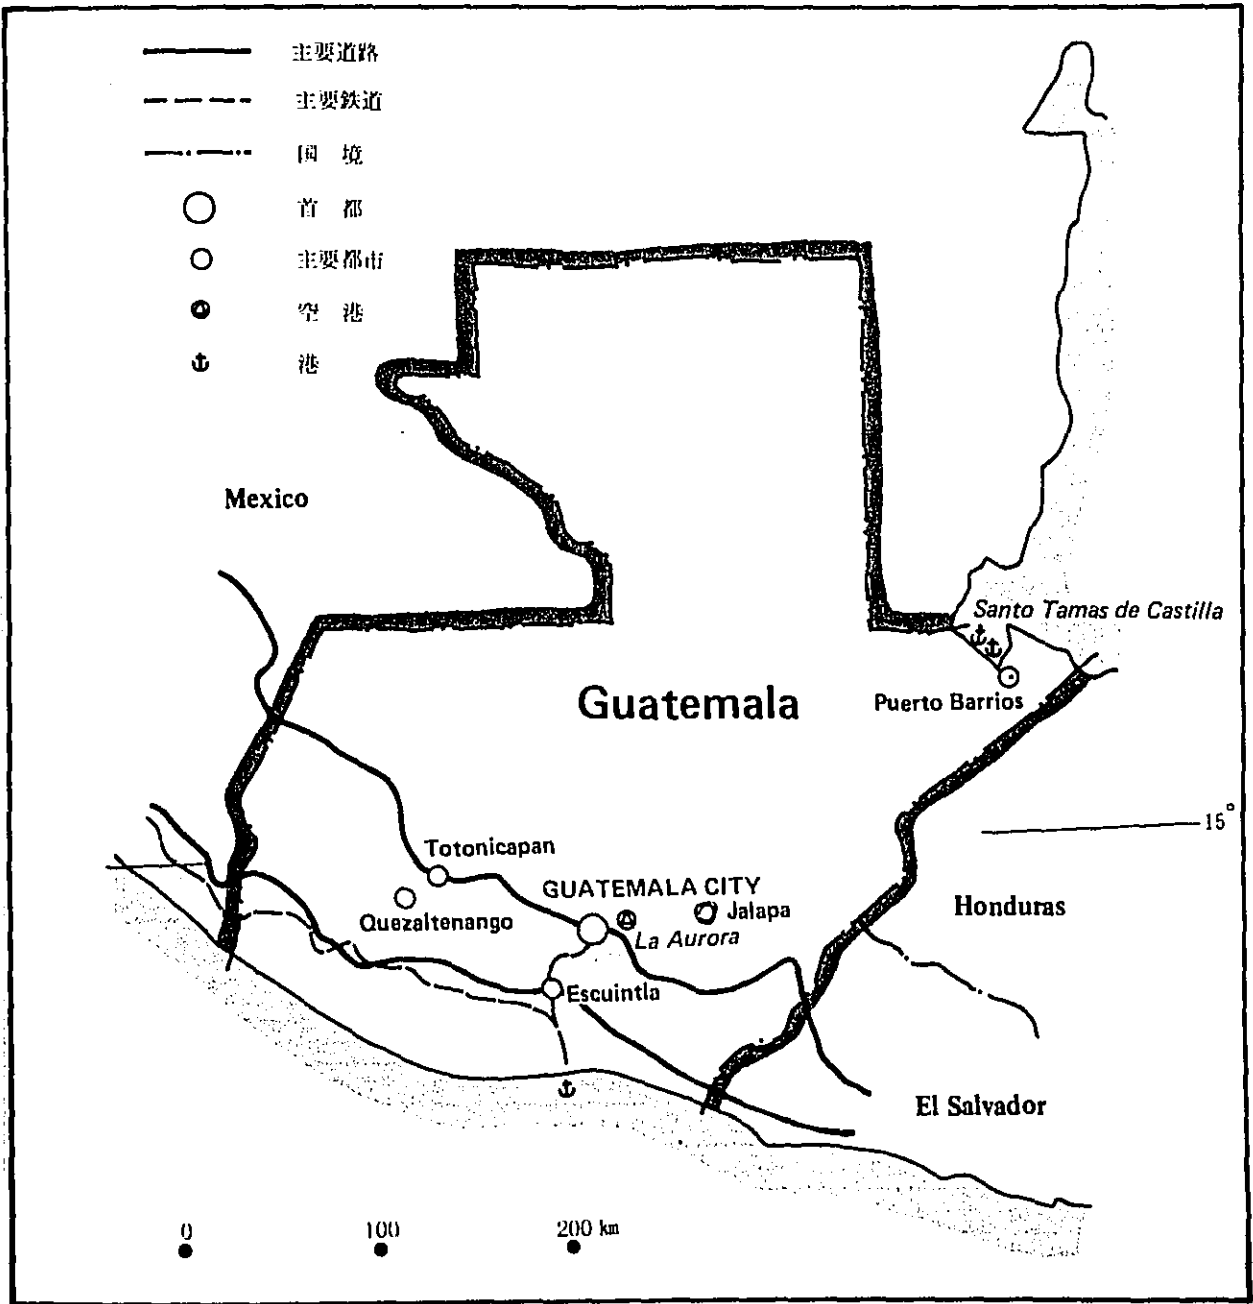 主要道路
主要鉄道
国 境
首 都
主要都市
空 港
港
Mexico
Santo Tamas de Castilla
Guatemala
Puerto Barrios
15°
Totonicapan
GUATEMALA CITY
Quezaltenango
Jalapa
La Aurora
Honduras
Escuintla
El Salvador
0 100 200 km